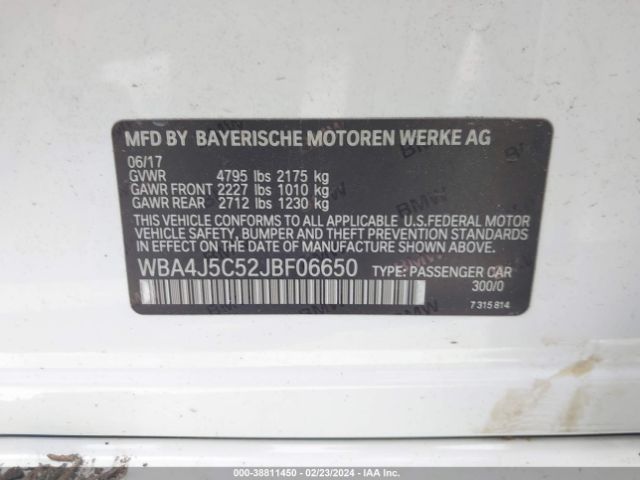 MFD BY BAYERISCHE MOTOREN WERKE AG
06/17
GVWR 4795 lbs 2175 kg
GAWR FRONT 2227 lbs 1010 kg
GAWR REAR 2712 lbs 1230 kg
THIS VEHICLE CONFORMS TO ALL APPLICABLE U.S.FEDERAL MOTOR
VEHICLE SAFETY, BUMPER AND THEFT PREVENTION STANDARDS
IN EFFECT ON THE DATE OF MANUFACTURE SHOWN ABOVE.
WBA4J5C52JBF06650 TYPE: PASSENGER CAR
300/0
7 315 814
000-38811450 - 02/23/2024 - IAA Inc.